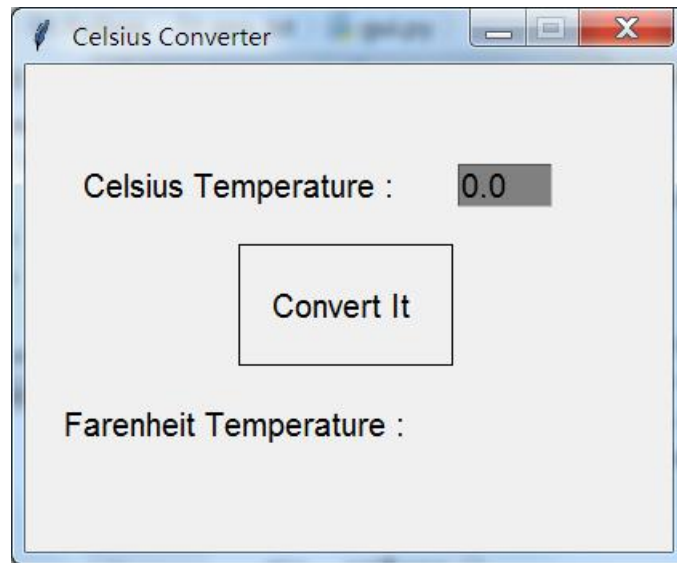 Celsius Converter
Celsius Temperature : 0.0
Convert It
Farenheit Temperature :